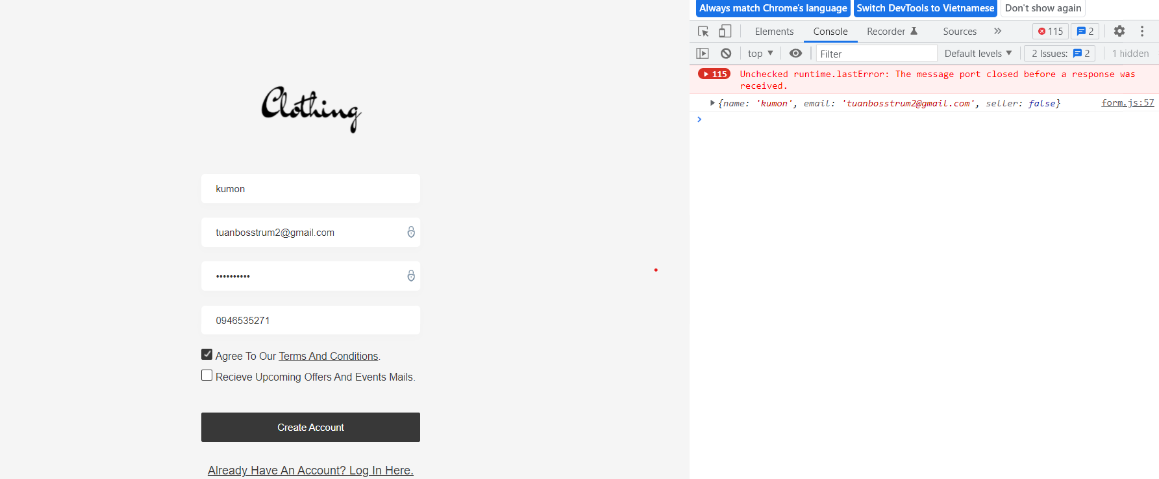 Clothing
kumon
tuanbosstrum2@gmail.com
••••••••••
0946535271
Agree To Our Terms And Conditions.
Recieve Upcoming Offers And Events Mails.
Create Account
Already Have An Account? Log In Here.
Always match Chrome's language Switch DevTools to Vietnamese Don't show again
Elements Console Recorder Sources » 115 2
top ▼ Filter Default levels ▼ 2 Issues: 2 1 hidden
115 Unchecked runtime.lastError: The message port closed before a response was
received.
{name: 'kumon', email: 'tuanbosstrum2@gmail.com', seller: false} form.js:57